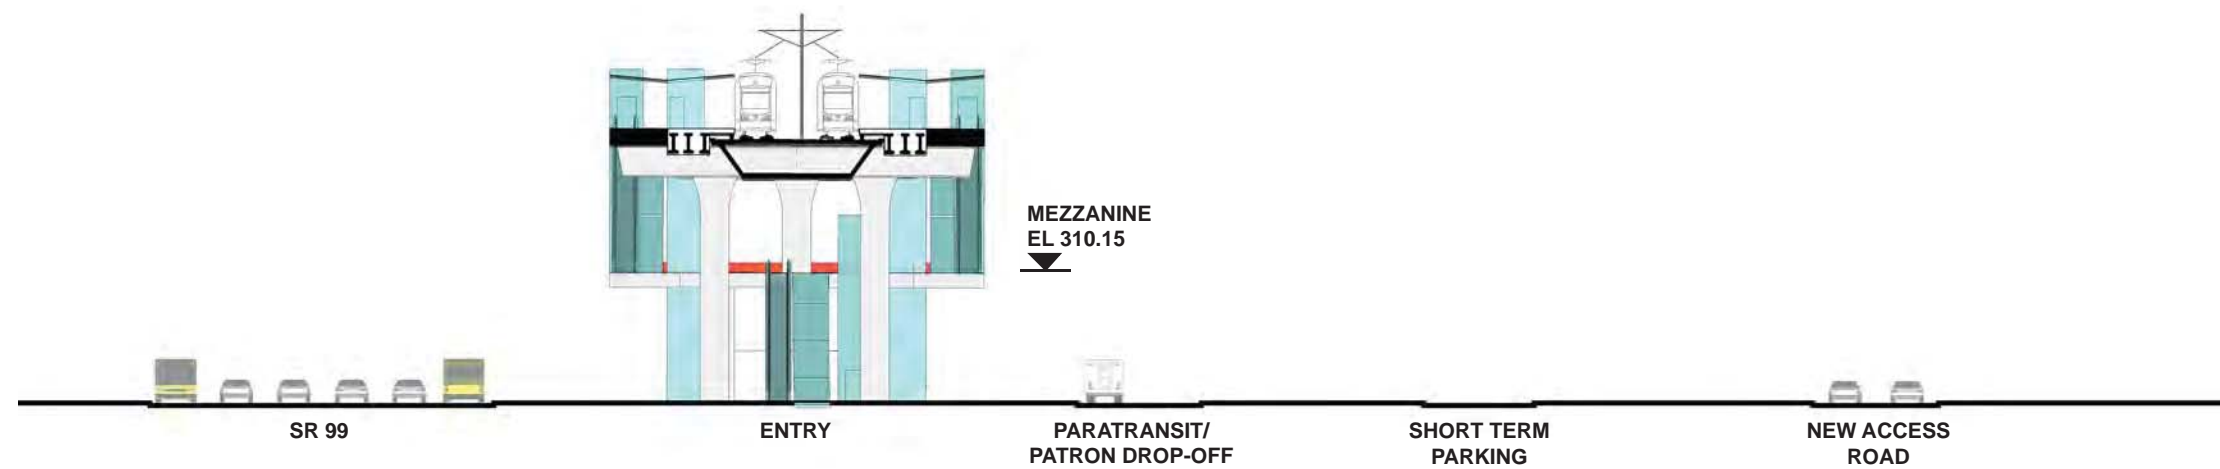 MEZZANINE
EL 310.15
SR 99
ENTRY
PARATRANSIT/
PATRON DROP-OFF
SHORT TERM
PARKING
NEW ACCESS
ROAD